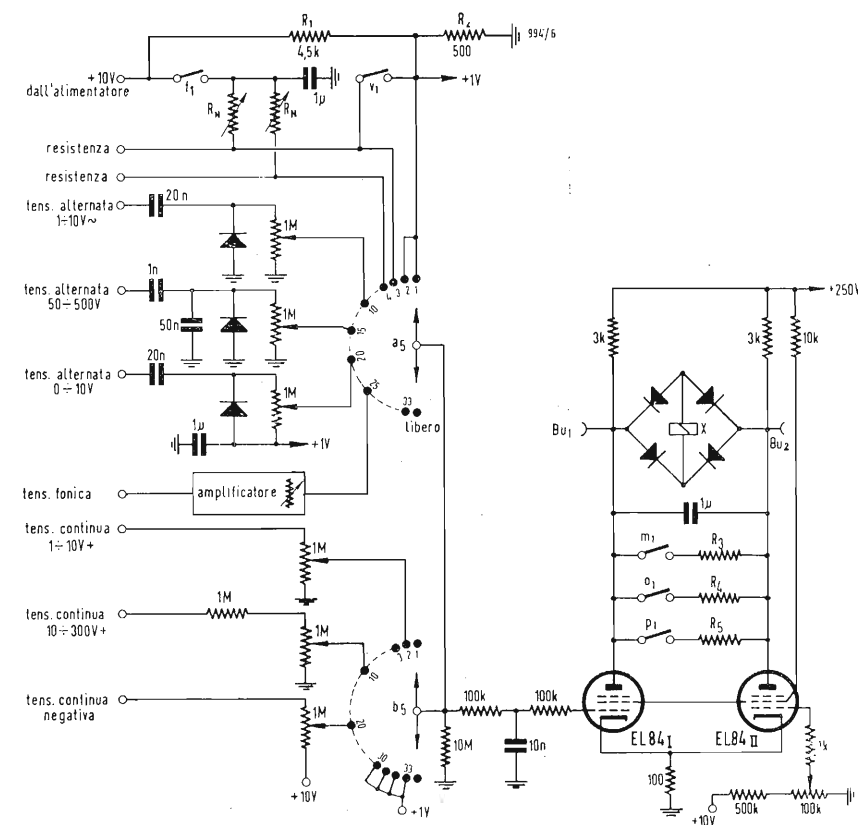 R1
4,5k
R2
500
994/6
+10V
dall'alimentatore
f1
1µ
v1
+1V
RN
RN
resistenza
resistenza
tens. alternata
1÷10V~
20n
1M
tens. alternata
50÷500V
1n
50n
1M
tens. alternata
0÷10V
20n
1M
1µ
+1V
1
2
3
4
10
15
20
25
33
a5
libero
tens. fonica
amplificatore
tens. continua
1÷10V+
1M
tens. continua
10÷300V+
1M
1M
tens. continua
negativa
1M
+10V
1
2
3
10
20
30
33
b5
+1V
100k
100k
10M
10n
+250V
3k
3k
10k
Bu1
X
Bu2
1µ
m1
R3
o1
R4
p1
R5
EL84 I
EL84 II
100
1k
500k
100k
+10V